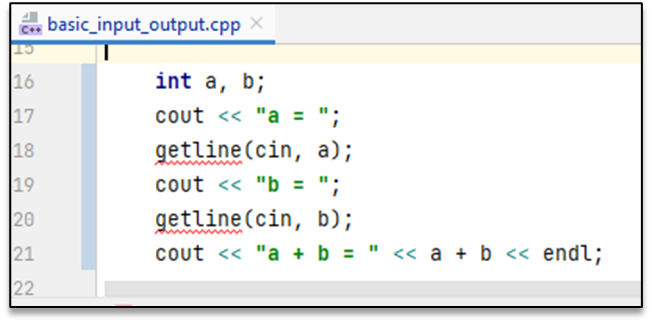 C++ basic_input_output.cpp
15
16 int a, b;
17 cout << "a = ";
18 getline(cin, a);
19 cout << "b = ";
20 getline(cin, b);
21 cout << "a + b = " << a + b << endl;
22